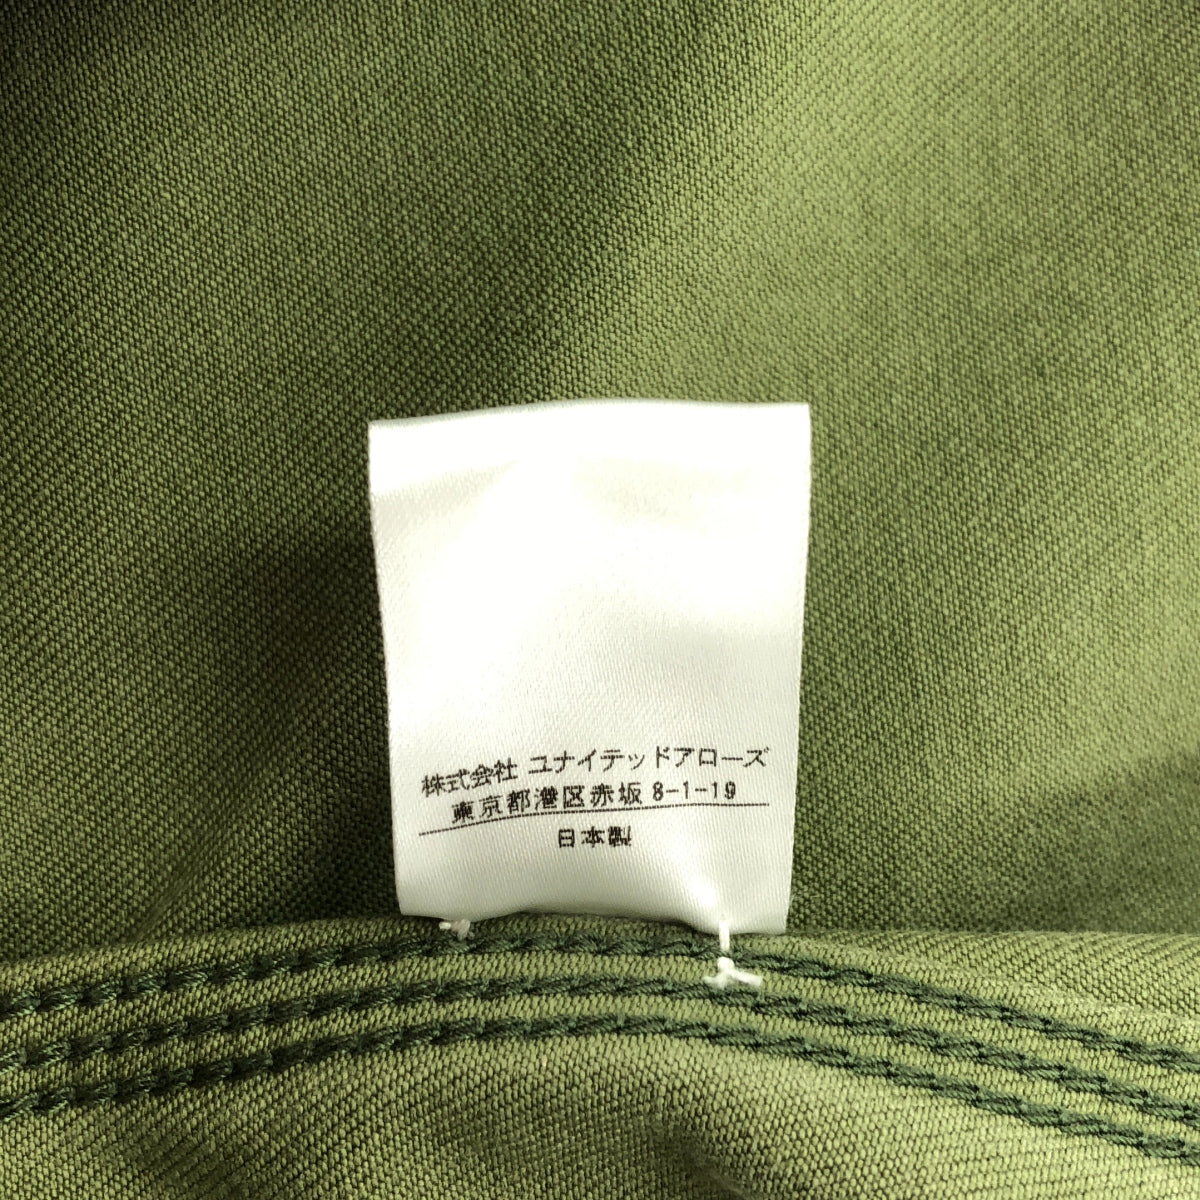 株式会社 ユナイテッドアローズ
東京都港区赤坂 8-1-19
日本製